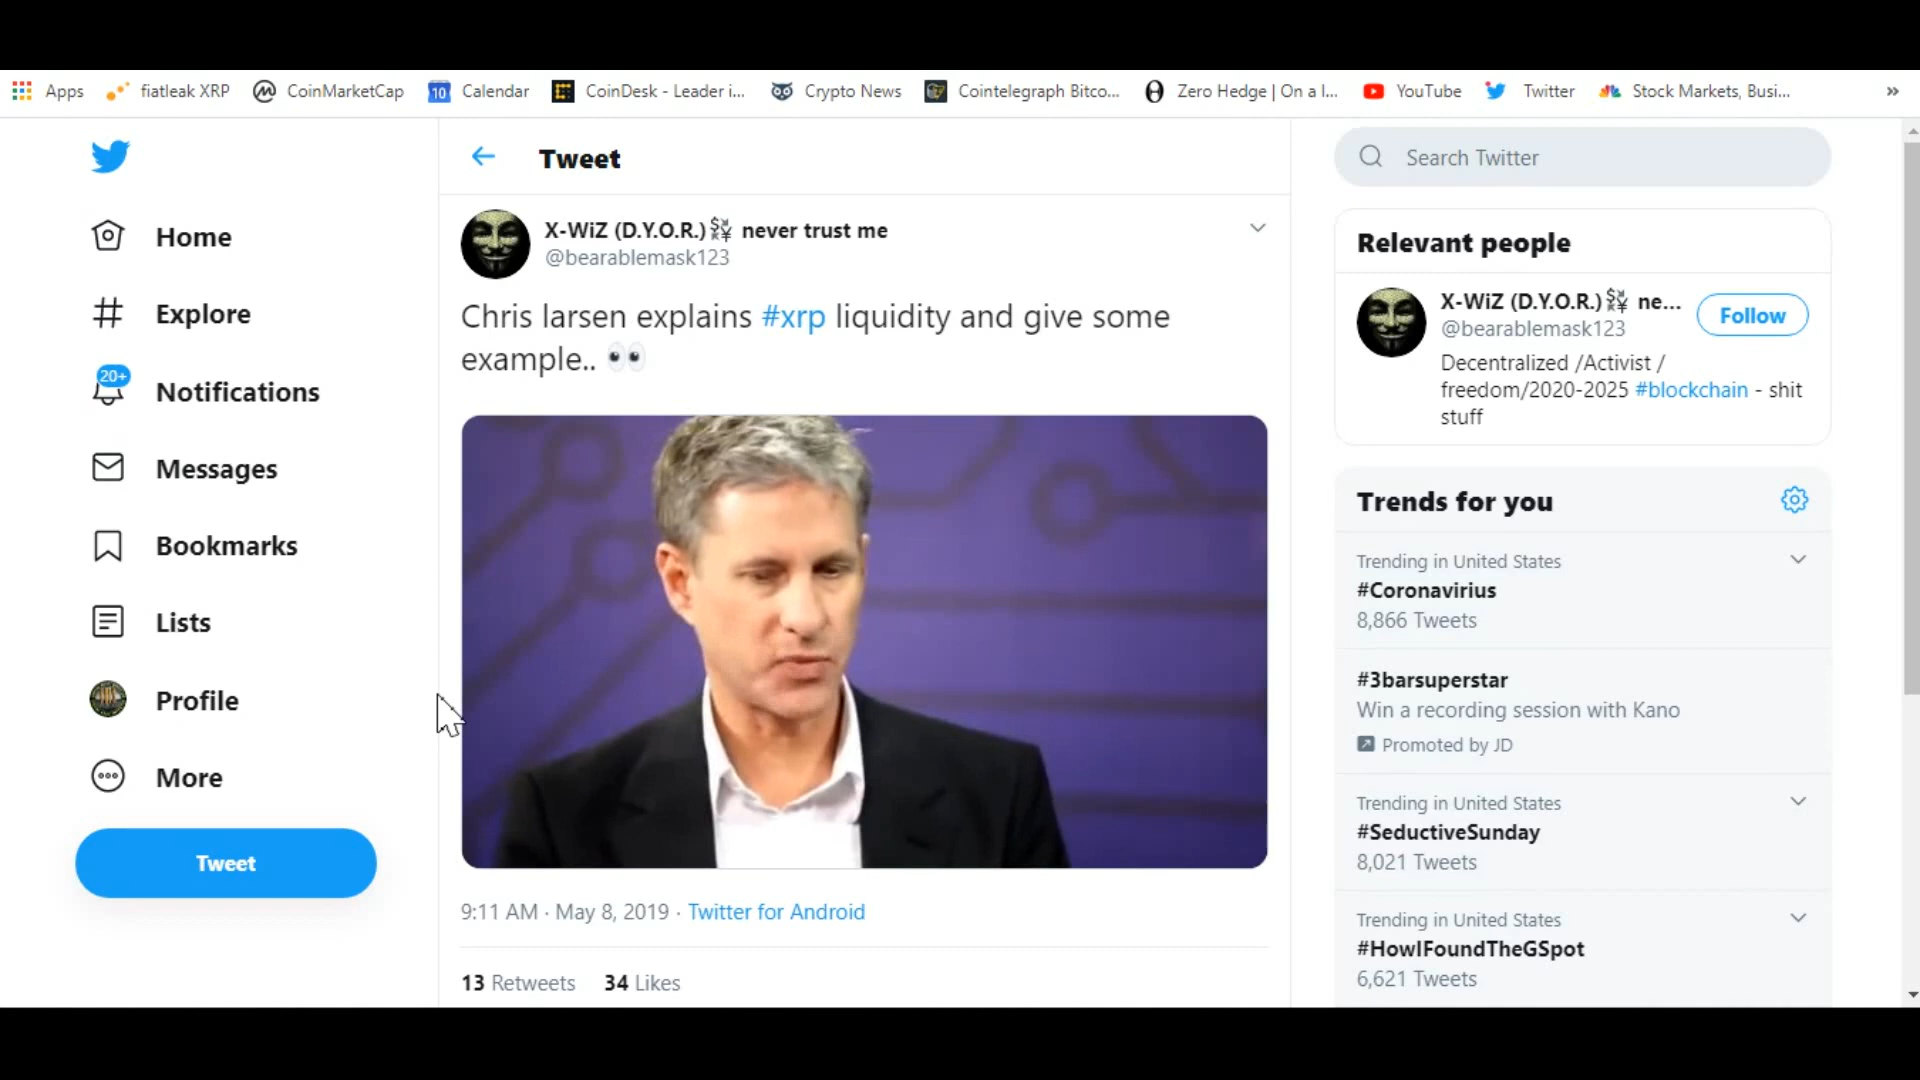 Apps fiatleak XRP CoinMarketCap 10 Calendar CoinDesk - Leader i... Crypto News Cointelegraph Bitco... Zero Hedge | On a l... YouTube Twitter Stock Markets, Busi... »
Home
Explore
20+
Notifications
Messages
Bookmarks
Lists
Profile
More
Tweet
Tweet
X-WiZ (D.Y.O.R.) never trust me
@bearablemask123
Chris larsen explains #xrp liquidity and give some
example.. 👀
9:11 AM · May 8, 2019 · Twitter for Android
13 Retweets 34 Likes
Search Twitter
Relevant people
X-WiZ (D.Y.O.R.) ne...
@bearablemask123
Follow
Decentralized /Activist /
freedom/2020-2025 #blockchain - shit
stuff
Trends for you
Trending in United States
#Coronavirius
8,866 Tweets
#3barsuperstar
Win a recording session with Kano
Promoted by JD
Trending in United States
#SeductiveSunday
8,021 Tweets
Trending in United States
#HowIFoundTheGSpot
6,621 Tweets